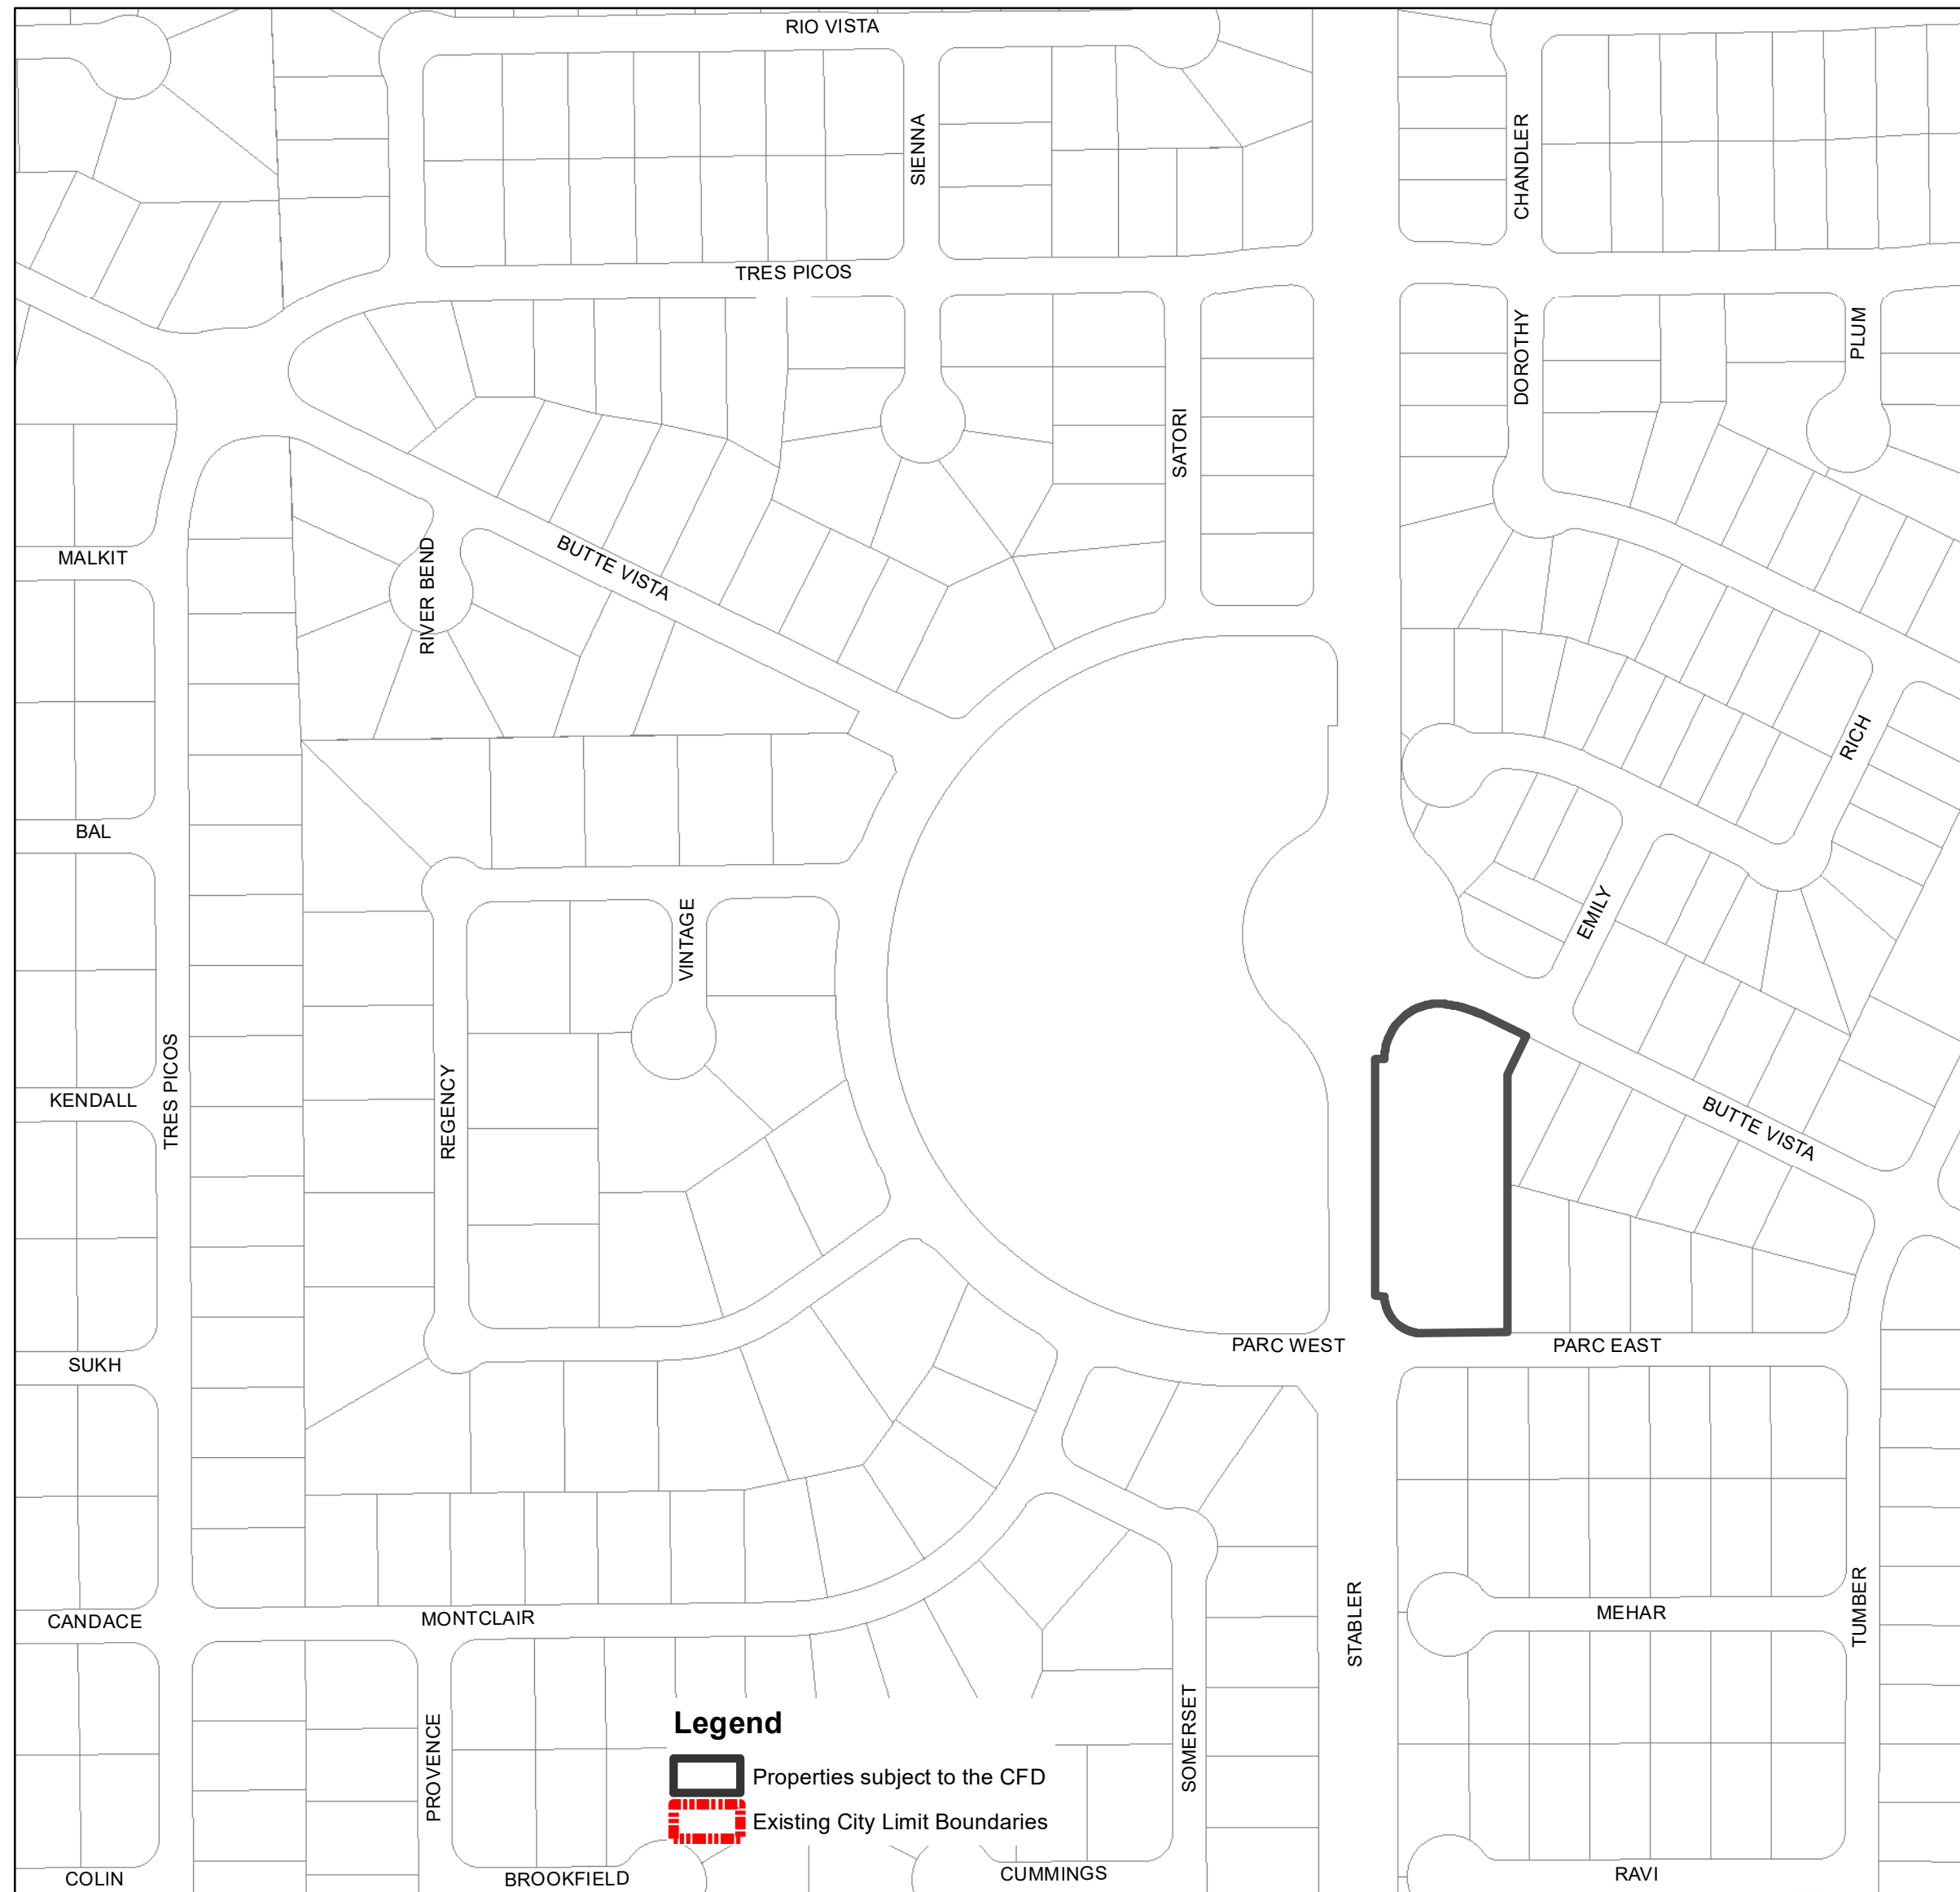 RIO VISTA
SIENNA
CHANDLER
TRES PICOS
DOROTHY
PLUM
SATORI
MALKIT
RIVER BEND
BUTTE VISTA
RICH
BAL
VINTAGE
EMILY
TRES PICOS
KENDALL
REGENCY
BUTTE VISTA
SUKH
PARC WEST
PARC EAST
CANDACE
MONTCLAIR
STABLER
MEHAR
TUMBER
PROVENCE
SOMERSET
Legend
Properties subject to the CFD
Existing City Limit Boundaries
COLIN
BROOKFIELD
CUMMINGS
RAVI